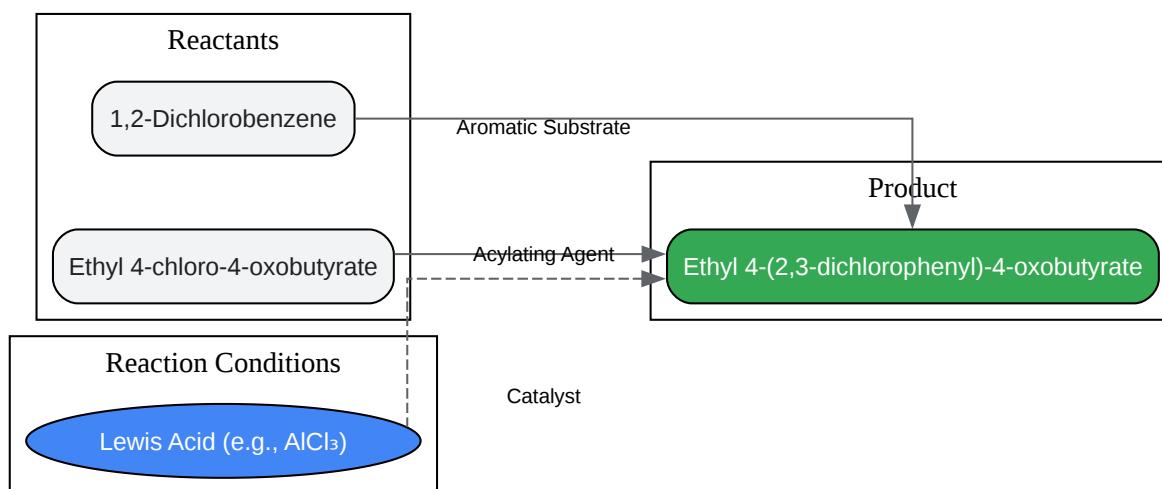 Reactants
1,2-Dichlorobenzene
Aromatic Substrate
Product
Ethyl 4-chloro-4-oxobutyrate
Acylating Agent
Ethyl 4-(2,3-dichlorophenyl)-4-oxobutyrate
Reaction Conditions
Catalyst
Lewis Acid (e.g., AlCl₃)